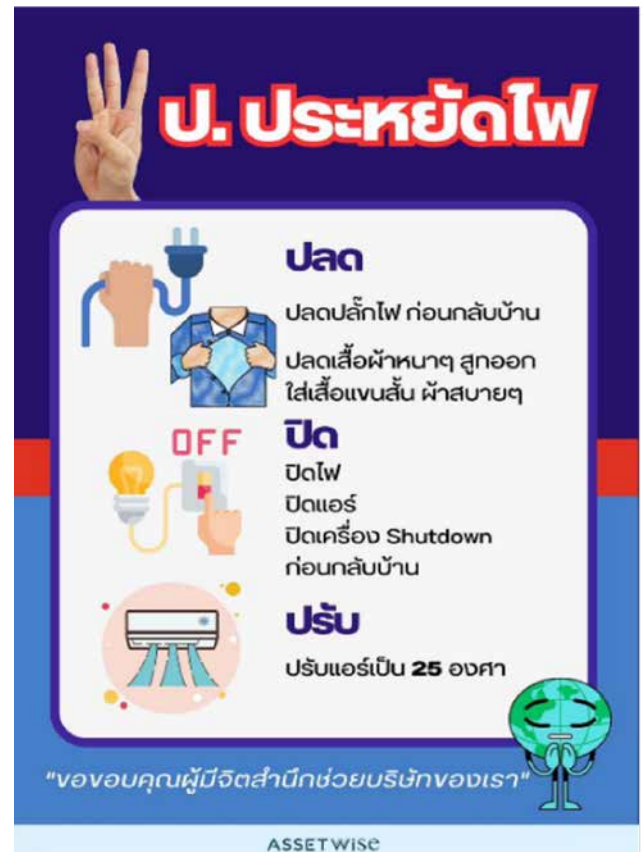 ป. ประหยัดไฟ
ปลด
ปลดปลั๊กไฟ ก่อนกลับบ้าน
ปลดเสื้อผ้าหนาๆ สูทออก
ใส่เสื้อแขนสั้น ผ้าสบายๆ
OFF
ปิด
ปิดไฟ
ปิดแอร์
ปิดเครื่อง Shutdown
ก่อนกลับบ้าน
ปรับ
ปรับแอร์เป็น 25 องศา
"ขอขอบคุณผู้มีจิตสำนึกช่วยบริษัทของเรา"
ASSETWISE